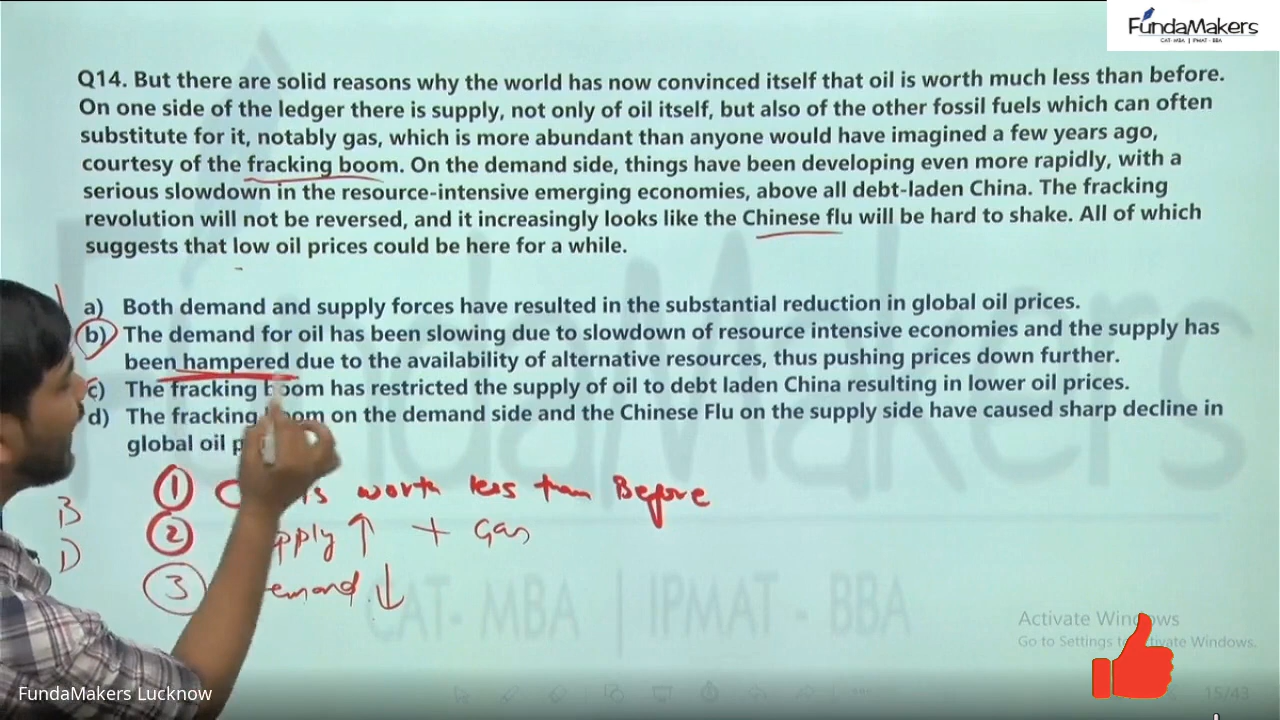 FundaMakers
CAT- MBA | IPMAT - BBA
Q14. But there are solid reasons why the world has now convinced itself that oil is worth much less than before.
On one side of the ledger there is supply, not only of oil itself, but also of the other fossil fuels which can often
substitute for it, notably gas, which is more abundant than anyone would have imagined a few years ago,
courtesy of the fracking boom. On the demand side, things have been developing even more rapidly, with a
serious slowdown in the resource-intensive emerging economies, above all debt-laden China. The fracking
revolution will not be reversed, and it increasingly looks like the Chinese flu will be hard to shake. All of which
suggests that low oil prices could be here for a while.
a) Both demand and supply forces have resulted in the substantial reduction in global oil prices.
b) The demand for oil has been slowing due to slowdown of resource intensive economies and the supply has
been hampered due to the availability of alternative resources, thus pushing prices down further.
c) The fracking boom has restricted the supply of oil to debt laden China resulting in lower oil prices.
d) The fracking on the demand side and the Chinese Flu on the supply side have caused sharp decline in
global oil
① is worth less than Before
B ② ↑ + Gas
D ③ ↓
CAT- MBA | IPMAT - BBA
Activate Windows
Go to Settings to activate Windows.
FundaMakers Lucknow
15/43